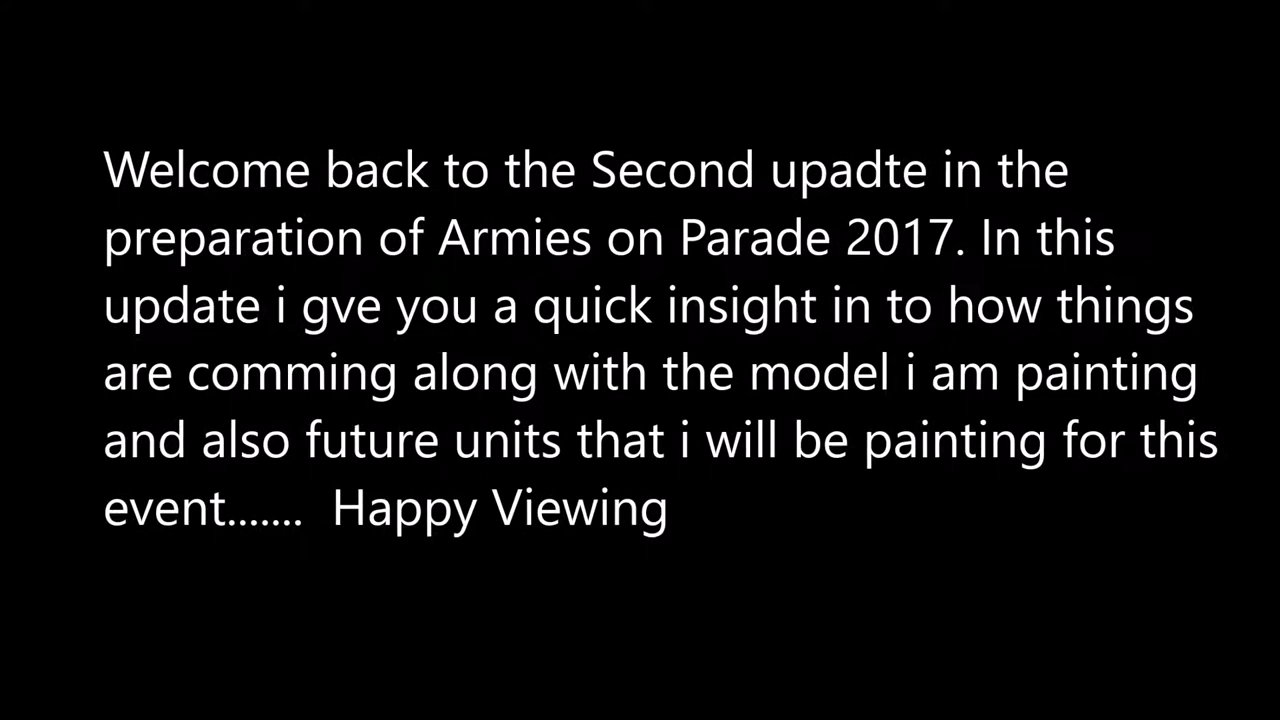 Welcome back to the Second upadte in the
preparation of Armies on Parade 2017. In this
update i gve you a quick insight in to how things
are comming along with the model i am painting
and also future units that i will be painting for this
event.......  Happy Viewing